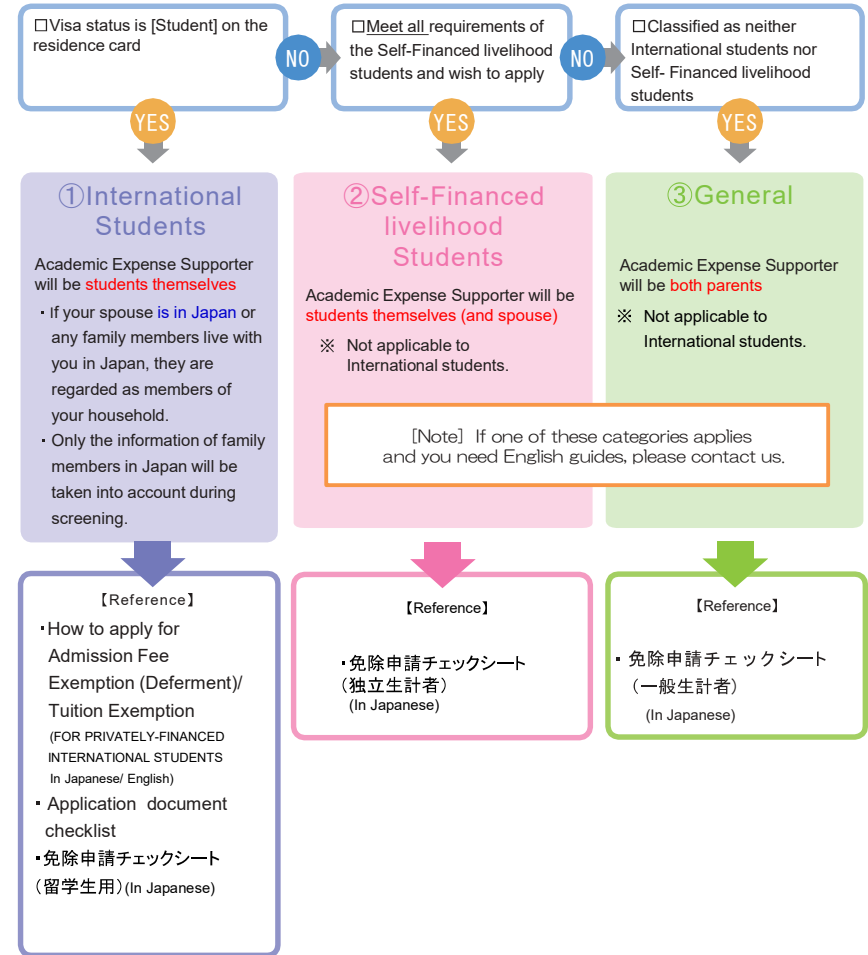 □Visa status is [Student] on the
residence card
NO
□Meet all requirements of
the Self-Financed livelihood
students and wish to apply
NO
□Classified as neither
International students nor
Self- Financed livelihood
students
YES
YES
YES
①International
Students
Academic Expense Supporter
will be students themselves
・If your spouse is in Japan or
any family members live with
you in Japan, they are
regarded as members of
your household.
・Only the information of family
members in Japan will be
taken into account during
screening.
②Self-Financed
livelihood
Students
Academic Expense Supporter will be
students themselves (and spouse)
※ Not applicable to
International students.
③General
Academic Expense Supporter
will be both parents
※ Not applicable to
International students.
[Note] If one of these categories applies
and you need English guides, please contact us.
【Reference】
・How to apply for
Admission Fee
Exemption (Deferment)/
Tuition Exemption
(FOR PRIVATELY-FINANCED
INTERNATIONAL STUDENTS
In Japanese/ English)
・Application document
checklist
・免除申請チェックシート
（留学生用）(In Japanese)
【Reference】
・免除申請チェックシート
（独立生計者）
(In Japanese)
【Reference】
・免除申請チェックシート
（一般生計者）
(In Japanese)